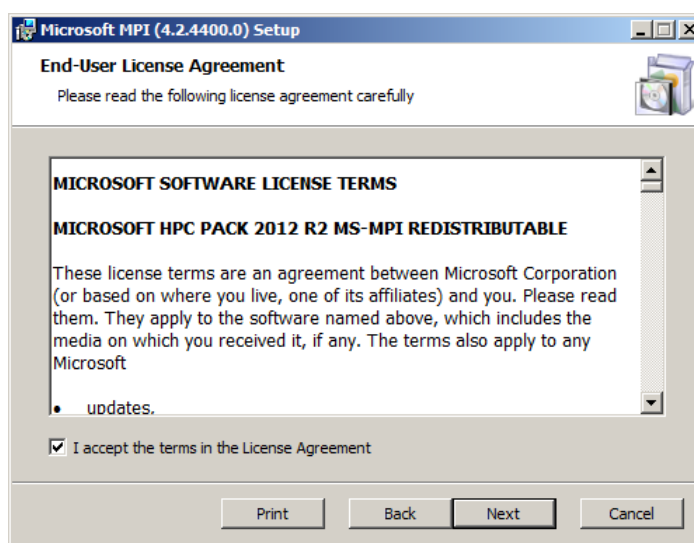 Microsoft MPI (4.2.4400.0) Setup
End-User License Agreement
Please read the following license agreement carefully
MICROSOFT SOFTWARE LICENSE TERMS
MICROSOFT HPC PACK 2012 R2 MS-MPI REDISTRIBUTABLE
These license terms are an agreement between Microsoft Corporation
(or based on where you live, one of its affiliates) and you. Please read
them. They apply to the software named above, which includes the
media on which you received it, if any. The terms also apply to any
Microsoft
• updates,
I accept the terms in the License Agreement
Print Back Next Cancel